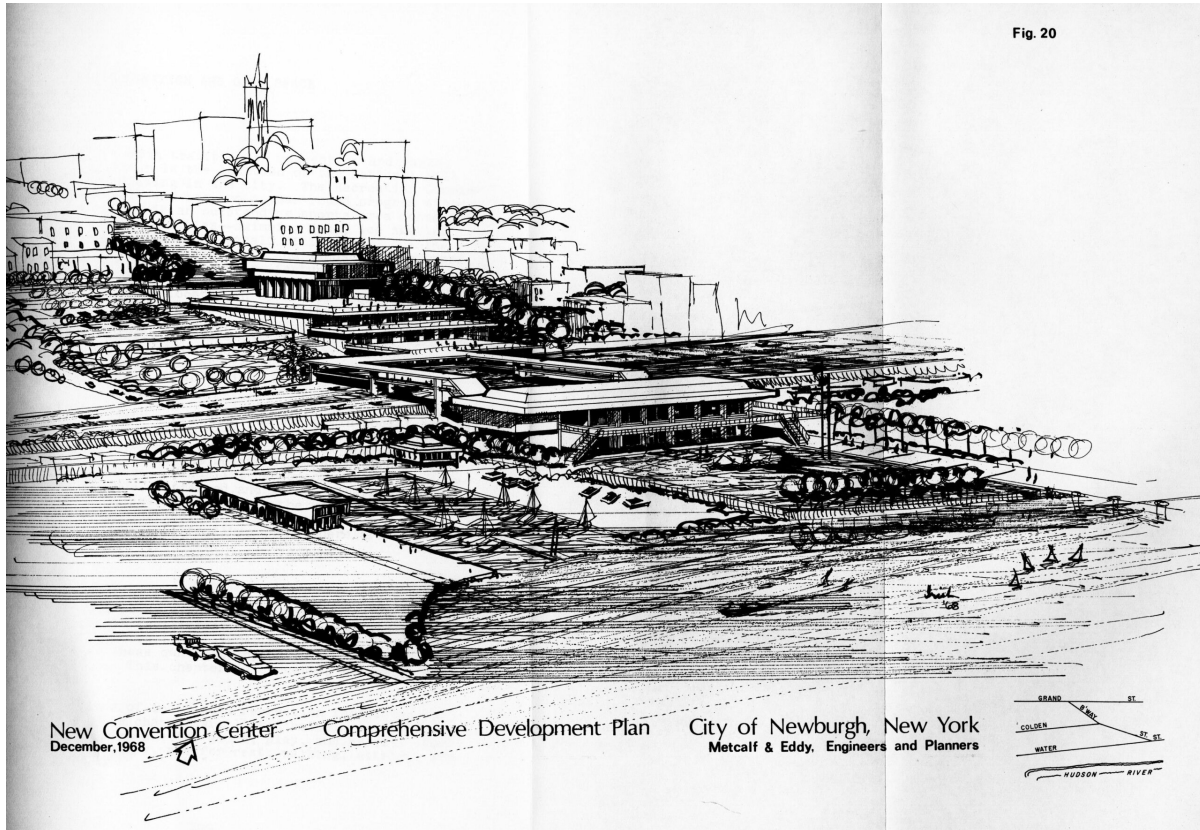 Fig. 20
'68
New Convention Center
December, 1968
Comprehensive Development Plan
City of Newburgh, New York
Metcalf & Eddy, Engineers and Planners
GRAND ST.
B'WAY
COLDEN ST.
WATER ST.
HUDSON RIVER